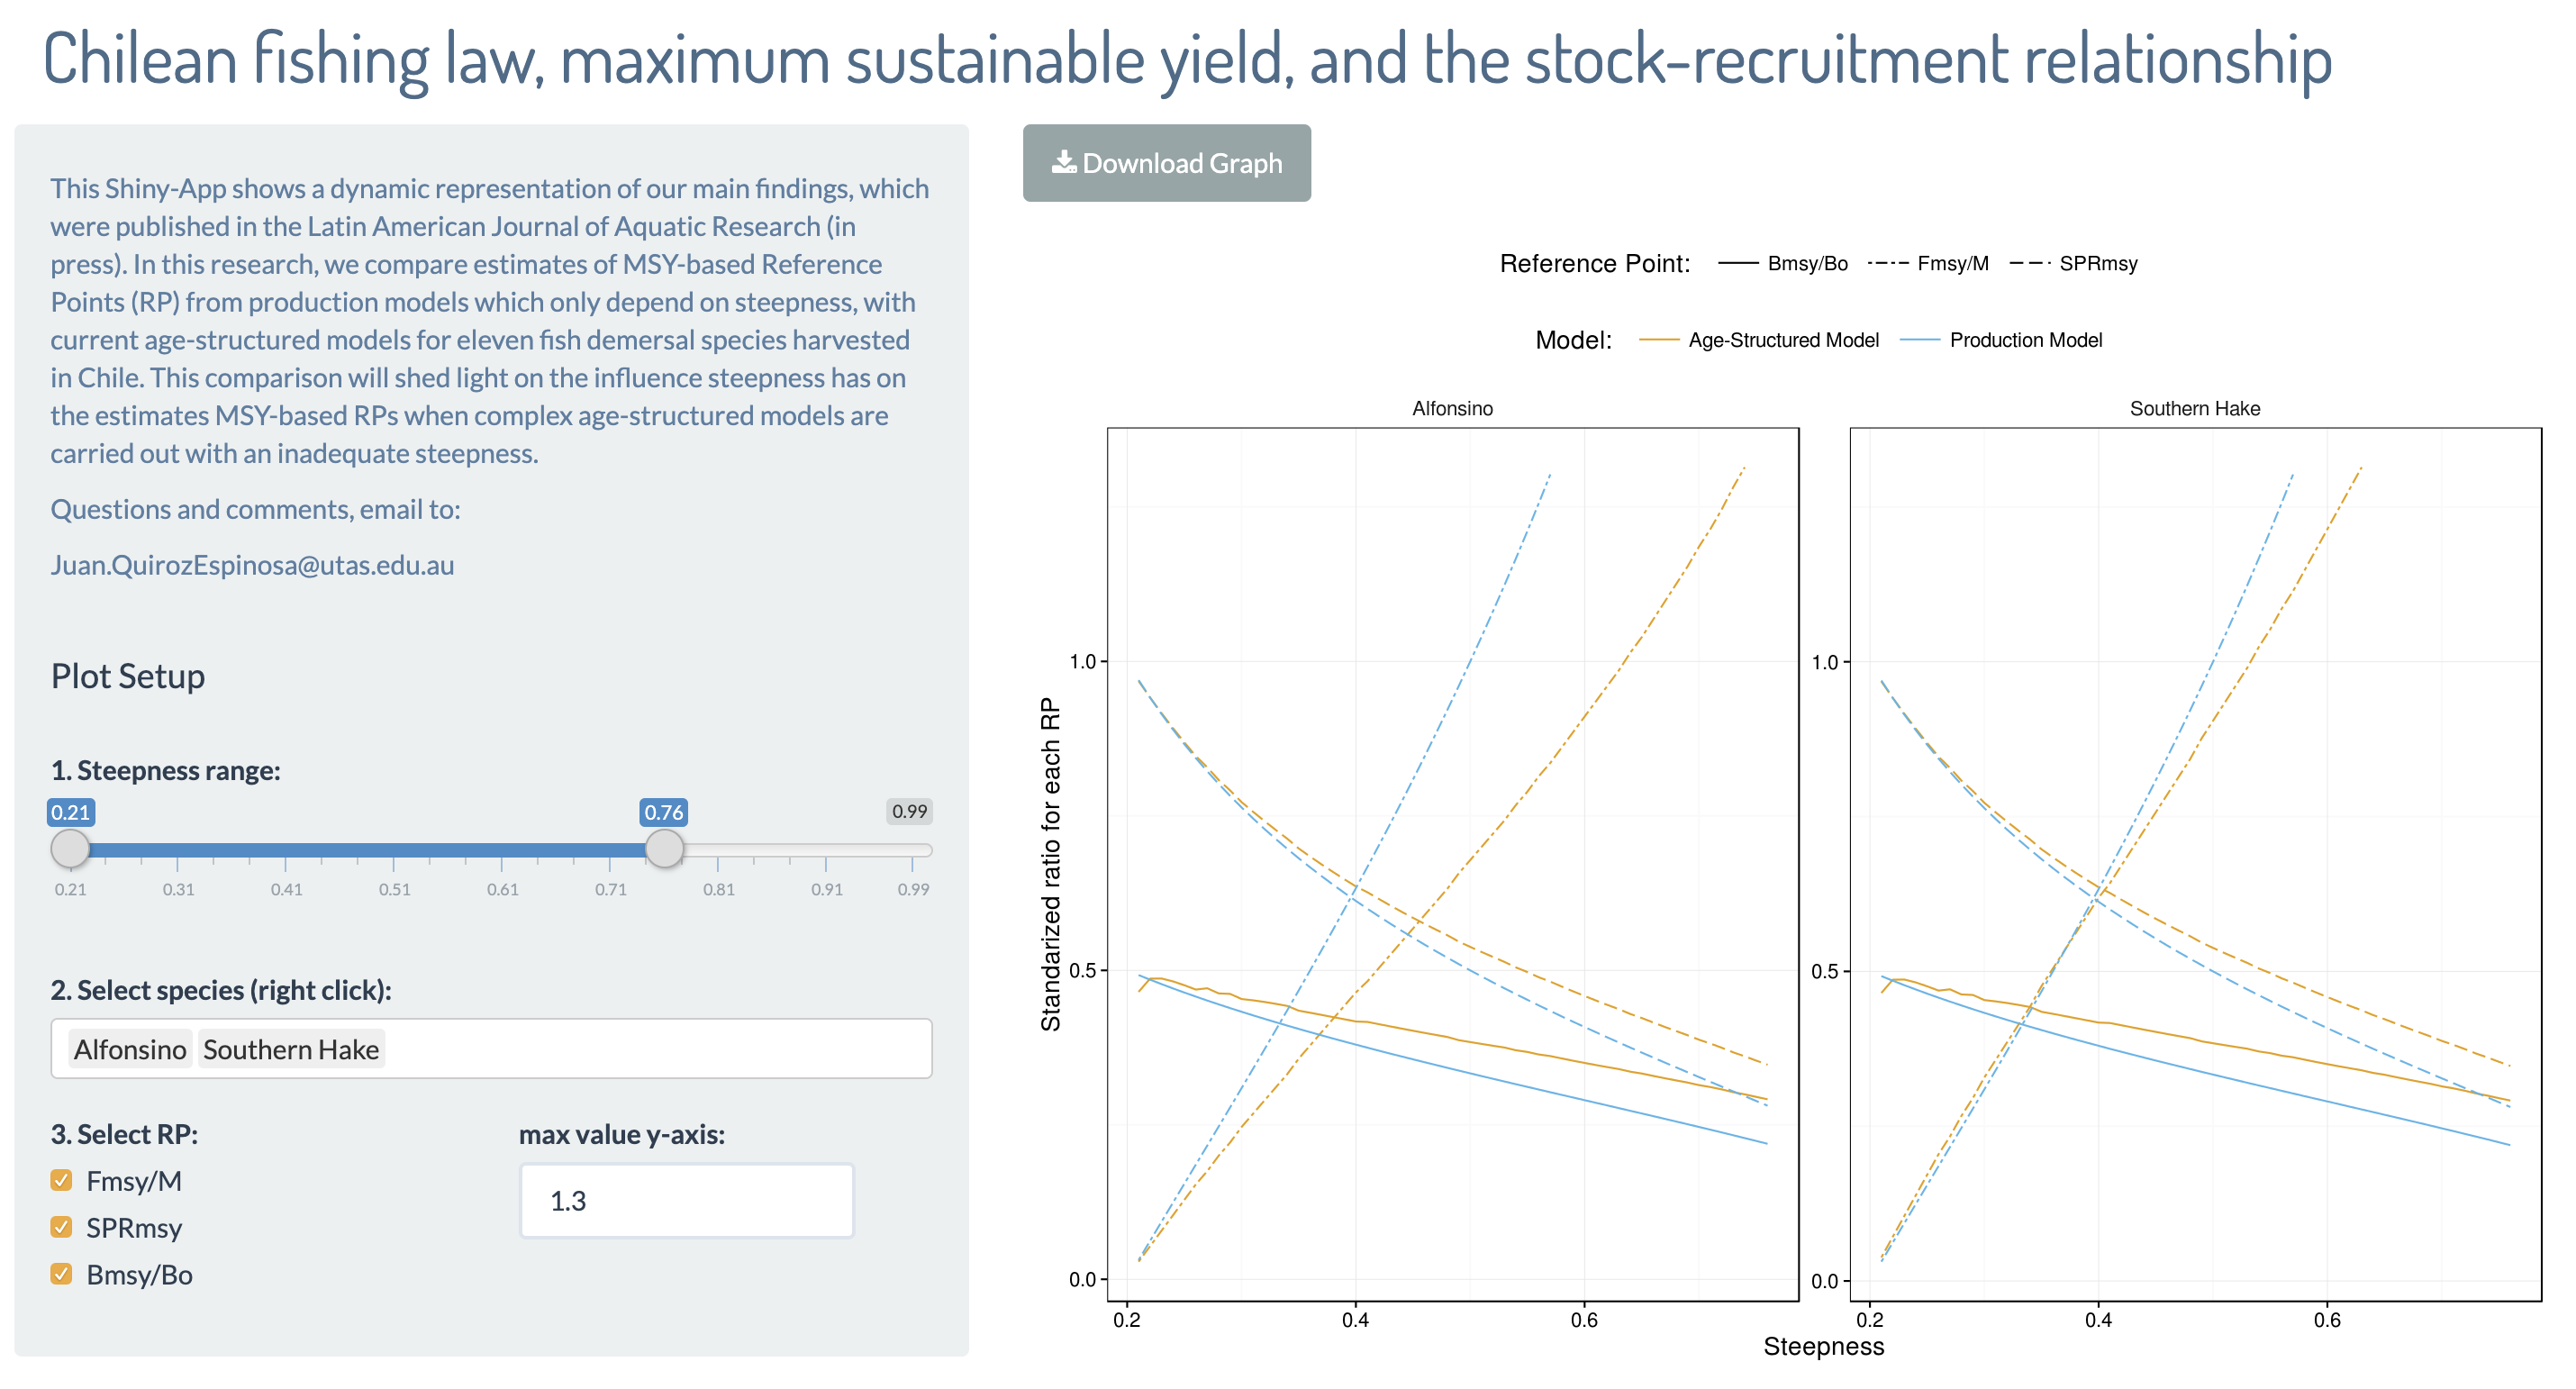 Chilean fishing law, maximum sustainable yield, and the stock-recruitment relationship
This Shiny-App shows a dynamic representation of our main findings, which
were published in the Latin American Journal of Aquatic Research (in
press). In this research, we compare estimates of MSY-based Reference
Points (RP) from production models which only depend on steepness, with
current age-structured models for eleven fish demersal species harvested
in Chile. This comparison will shed light on the influence steepness has on
the estimates MSY-based RPs when complex age-structured models are
carried out with an inadequate steepness.
Questions and comments, email to:
Juan.QuirozEspinosa@utas.edu.au
Plot Setup
1. Steepness range:
0.21 0.76 0.99
0.21 0.31 0.41 0.51 0.61 0.71 0.81 0.91 0.99
2. Select species (right click):
Alfonsino Southern Hake
3. Select RP:
Fmsy/M
SPRmsy
Bmsy/Bo
max value y-axis:
1.3
Download Graph
Reference Point: Bmsy/Bo Fmsy/M SPRmsy
Model: Age-Structured Model Production Model
Alfonsino
Southern Hake
Standarized ratio for each RP
1.0
0.5
0.0
1.0
0.5
0.0
0.2 0.4 0.6
0.2 0.4 0.6
Steepness